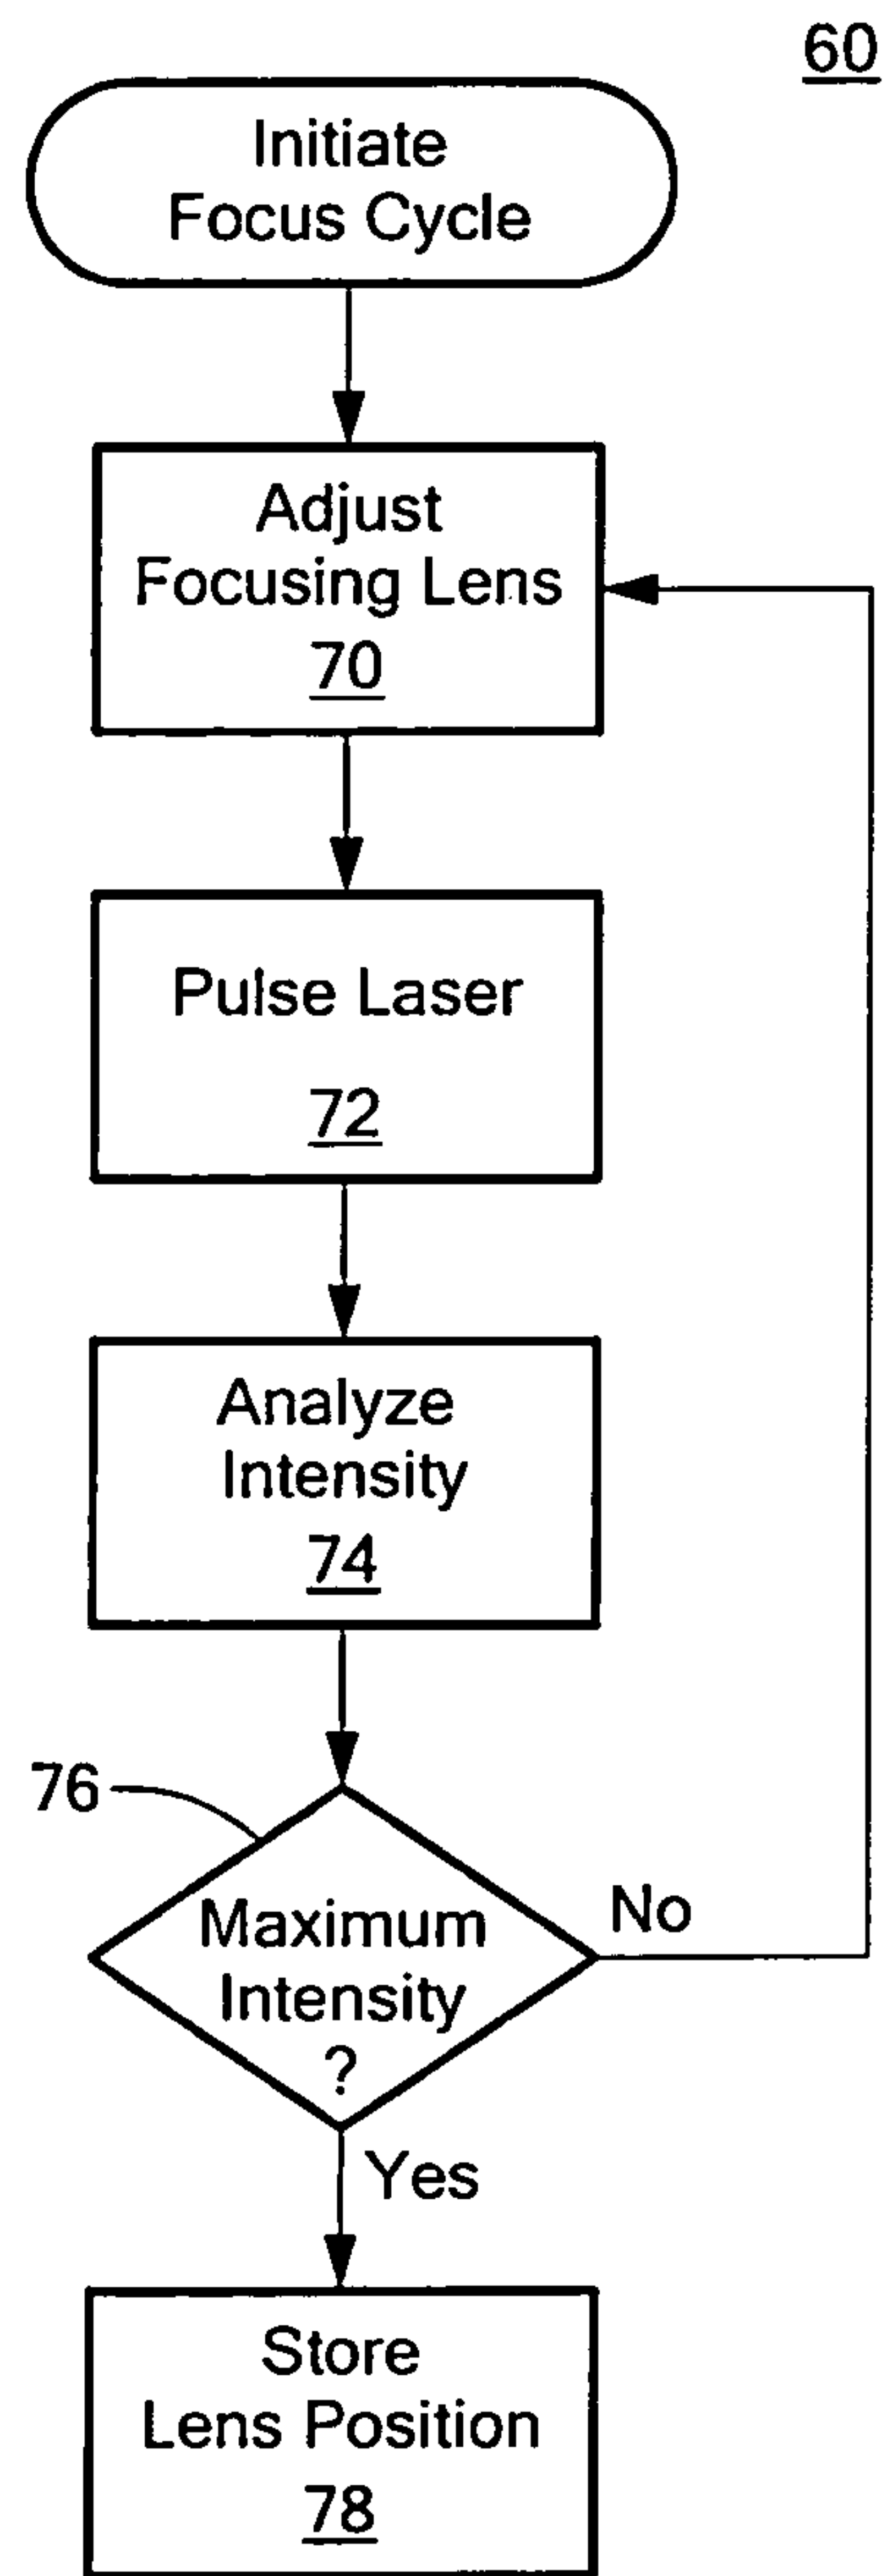 60
Initiate
Focus Cycle
Adjust
Focusing Lens
70
Pulse Laser
72
Analyze
Intensity
74
76
Maximum
Intensity
?
No
Yes
Store
Lens Position
78